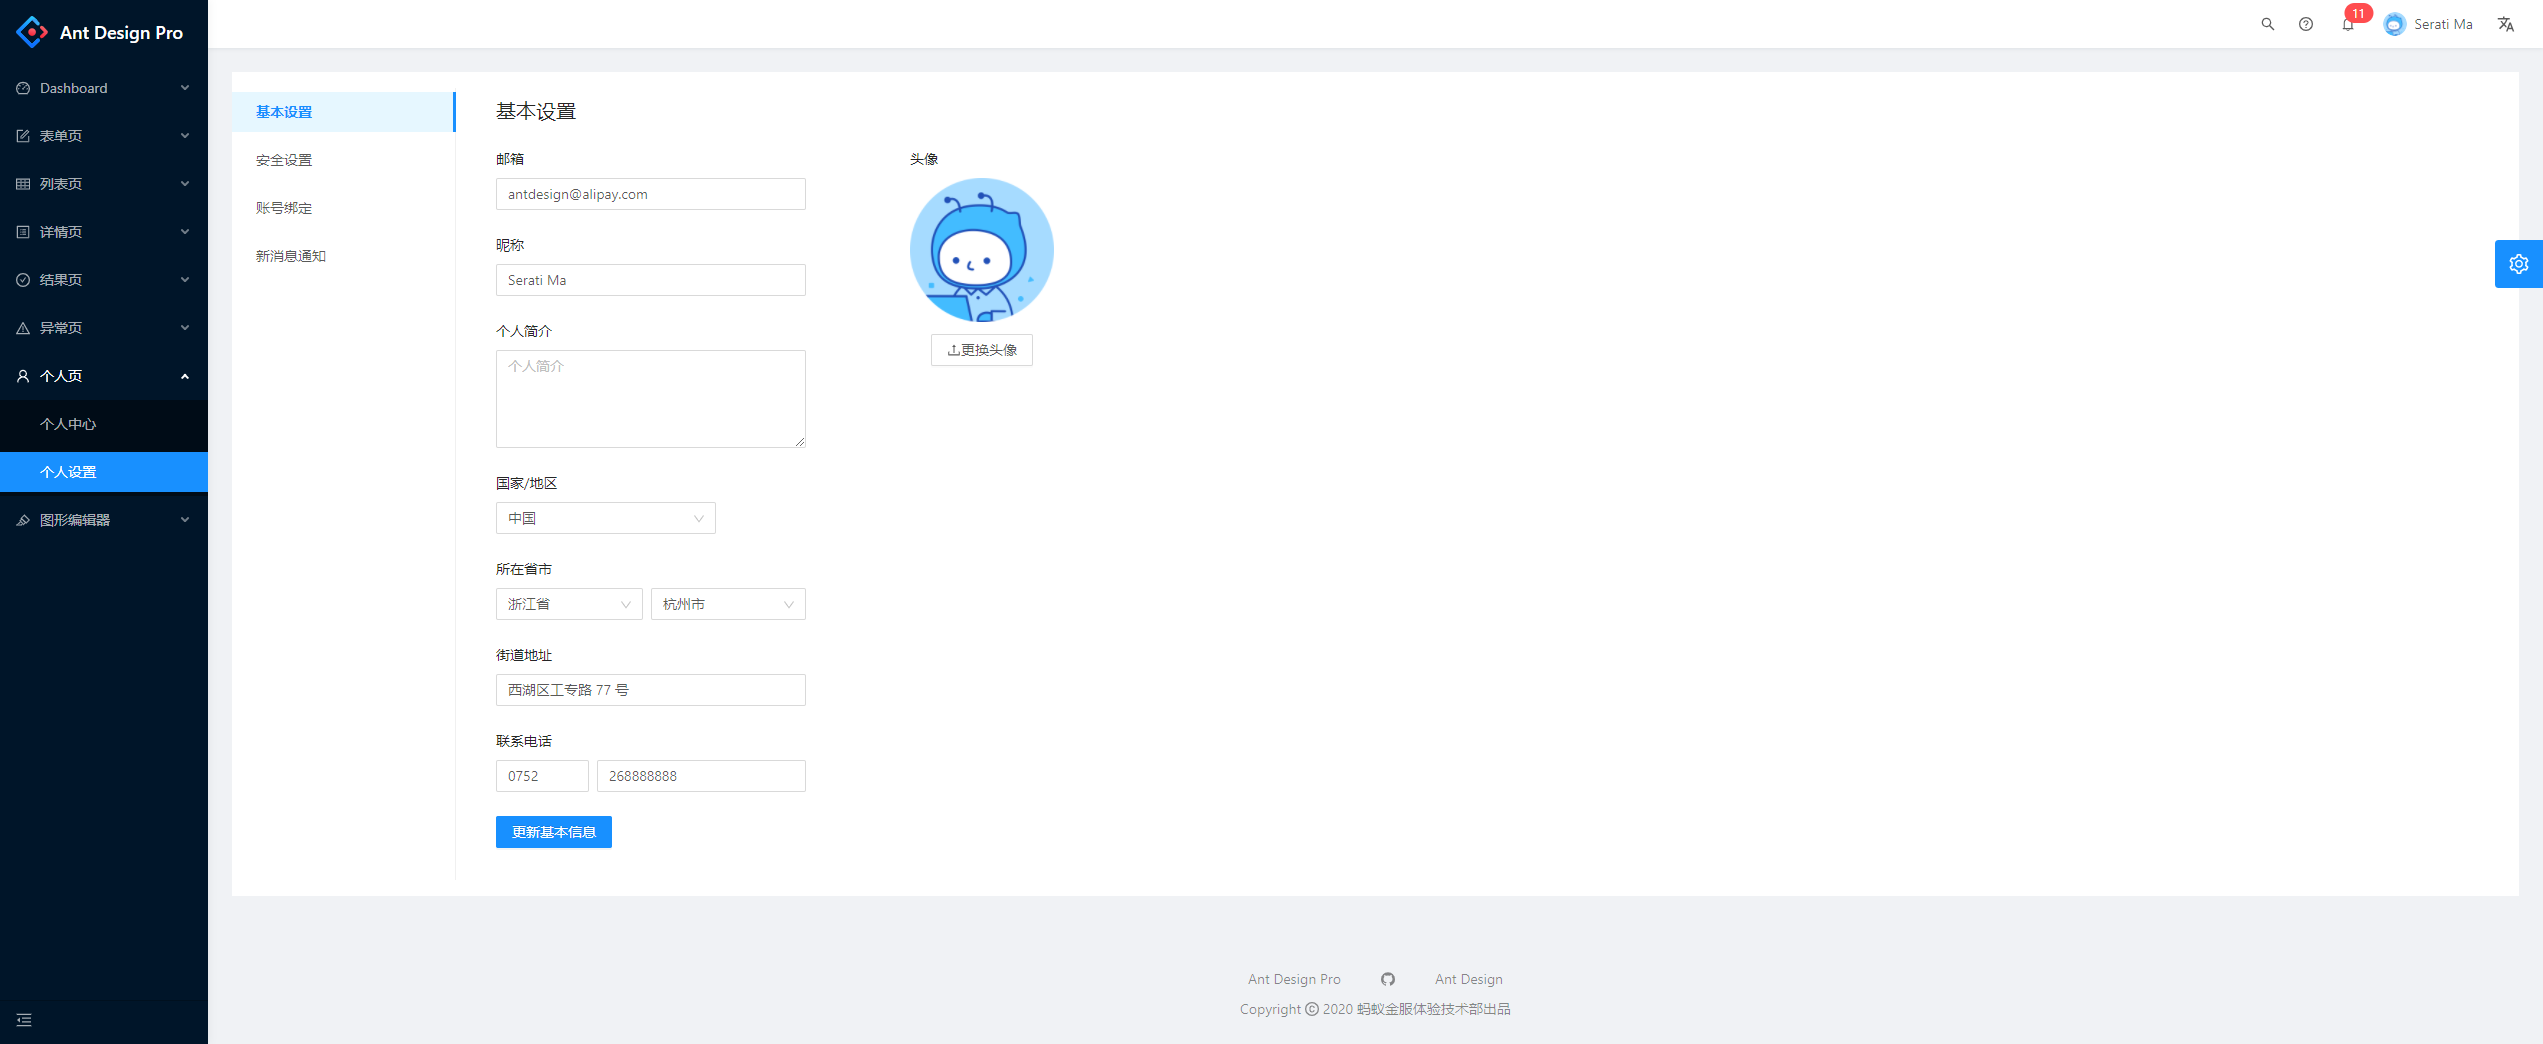 Ant Design Pro
11
Serati Ma
Dashboard
表单页
列表页
详情页
结果页
异常页
个人页
个人中心
个人设置
图形编辑器
基本设置
安全设置
账号绑定
新消息通知
基本设置
邮箱
antdesign@alipay.com
昵称
Serati Ma
个人简介
个人简介
国家/地区
中国
所在省市
浙江省 杭州市
街道地址
西湖区工专路 77 号
联系电话
0752 268888888
更新基本信息
头像
更换头像
Ant Design Pro Ant Design
Copyright © 2020 蚂蚁金服体验技术部出品